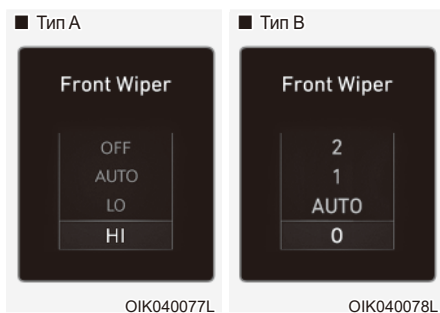 ■ Тип A
Front Wiper
OFF
AUTO
LO
HI
OIK040077L
■ Тип B
Front Wiper
2
1
AUTO
0
OIK040078L